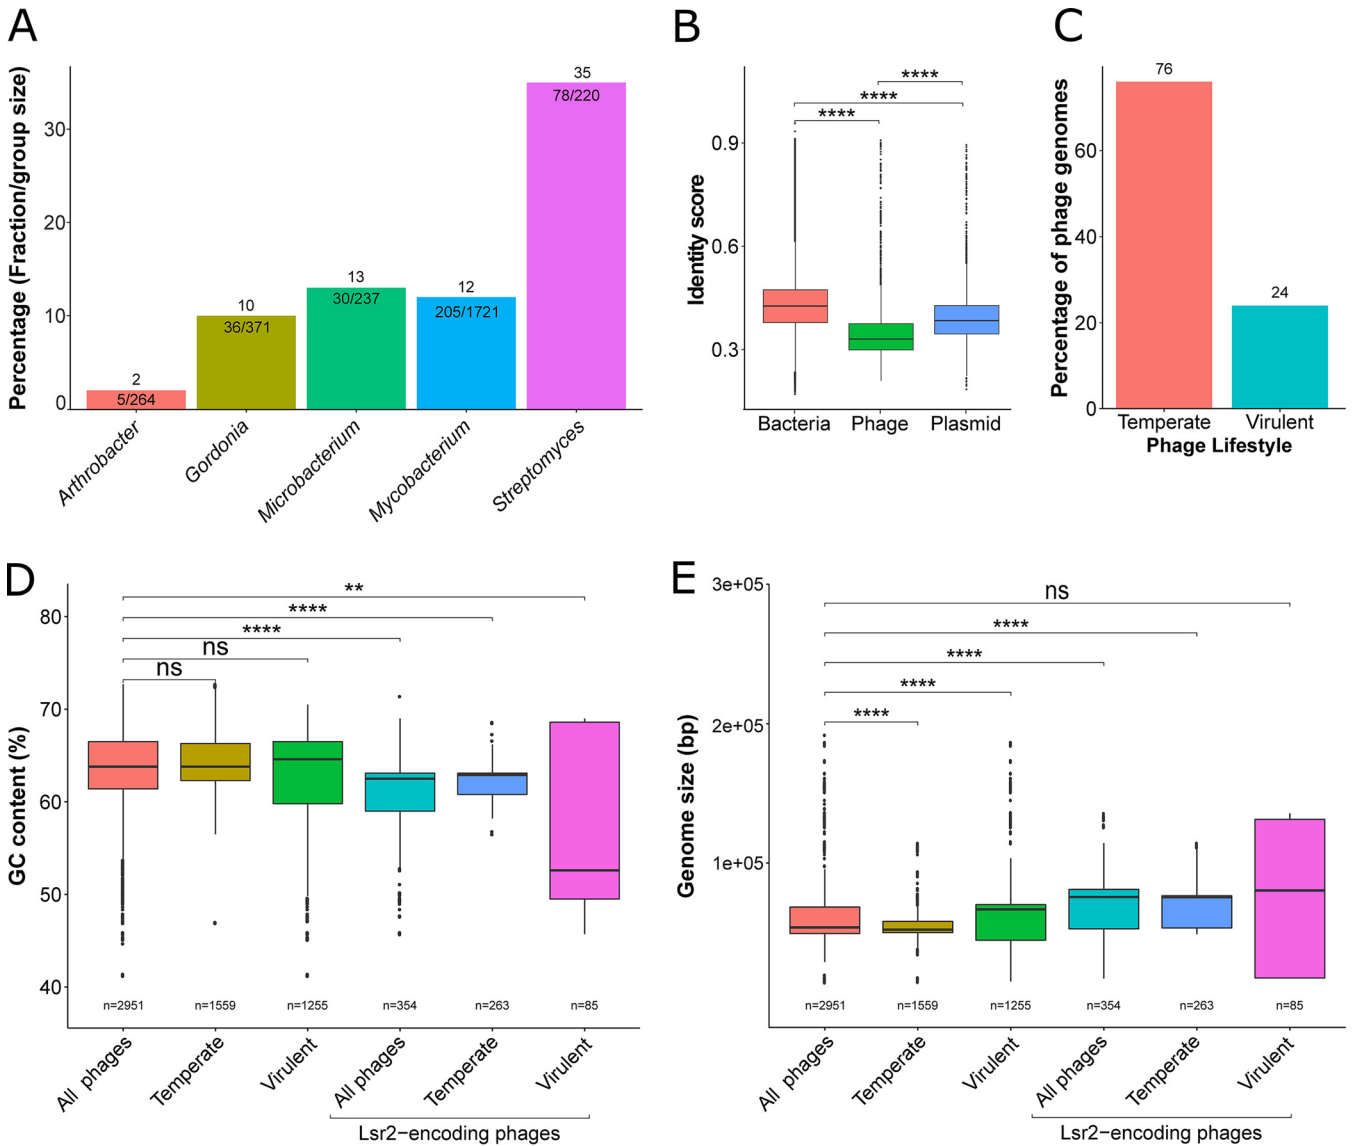 A
Percentage (Fraction/group size)
30
20
10
0
2
5/264
10
36/371
13
30/237
12
205/1721
35
78/220
Arthrobacter
Gordonia
Microbacterium
Mycobacterium
Streptomyces
B
Identity score
0.9
0.6
0.3
****
****
****
Bacteria
Phage
Plasmid
C
Percentage of phage genomes
60
40
20
0
76
24
Temperate
Virulent
Phage Lifestyle
D
GC content (%)
80
70
60
50
40
**
****
****
ns
ns
n=2951
n=1559
n=1255
n=354
n=263
n=85
All phages
Temperate
Virulent
All phages
Temperate
Virulent
Lsr2−encoding phages
E
Genome size (bp)
3e+05
2e+05
1e+05
ns
****
****
****
****
n=2951
n=1559
n=1255
n=354
n=263
n=85
All phages
Temperate
Virulent
All phages
Temperate
Virulent
Lsr2−encoding phages